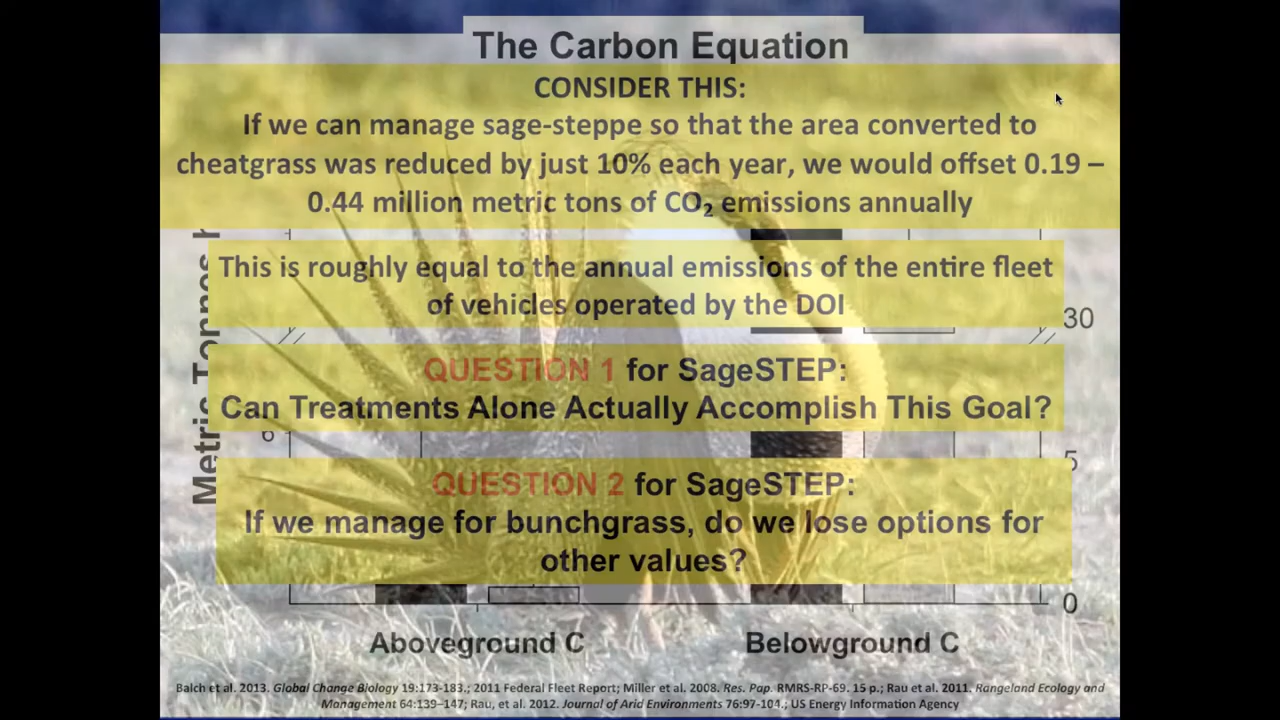 The Carbon Equation
CONSIDER THIS:
If we can manage sage-steppe so that the area converted to
cheatgrass was reduced by just 10% each year, we would offset 0.19 –
0.44 million metric tons of CO₂ emissions annually
This is roughly equal to the annual emissions of the entire fleet
of vehicles operated by the DOI
30
QUESTION 1 for SageSTEP:
Can Treatments Alone Actually Accomplish This Goal?
Metric Tonnes
6
5
QUESTION 2 for SageSTEP:
If we manage for bunchgrass, do we lose options for
other values?
0
Aboveground C
Belowground C
Balch et al. 2013. Global Change Biology 19:173-183.; 2011 Federal Fleet Report; Miller et al. 2008. Res. Pap. RMRS-RP-69. 15 p.; Rau et al. 2011. Rangeland Ecology and
Management 64:139–147; Rau, et al. 2012. Journal of Arid Environments 76:97-104.; US Energy Information Agency